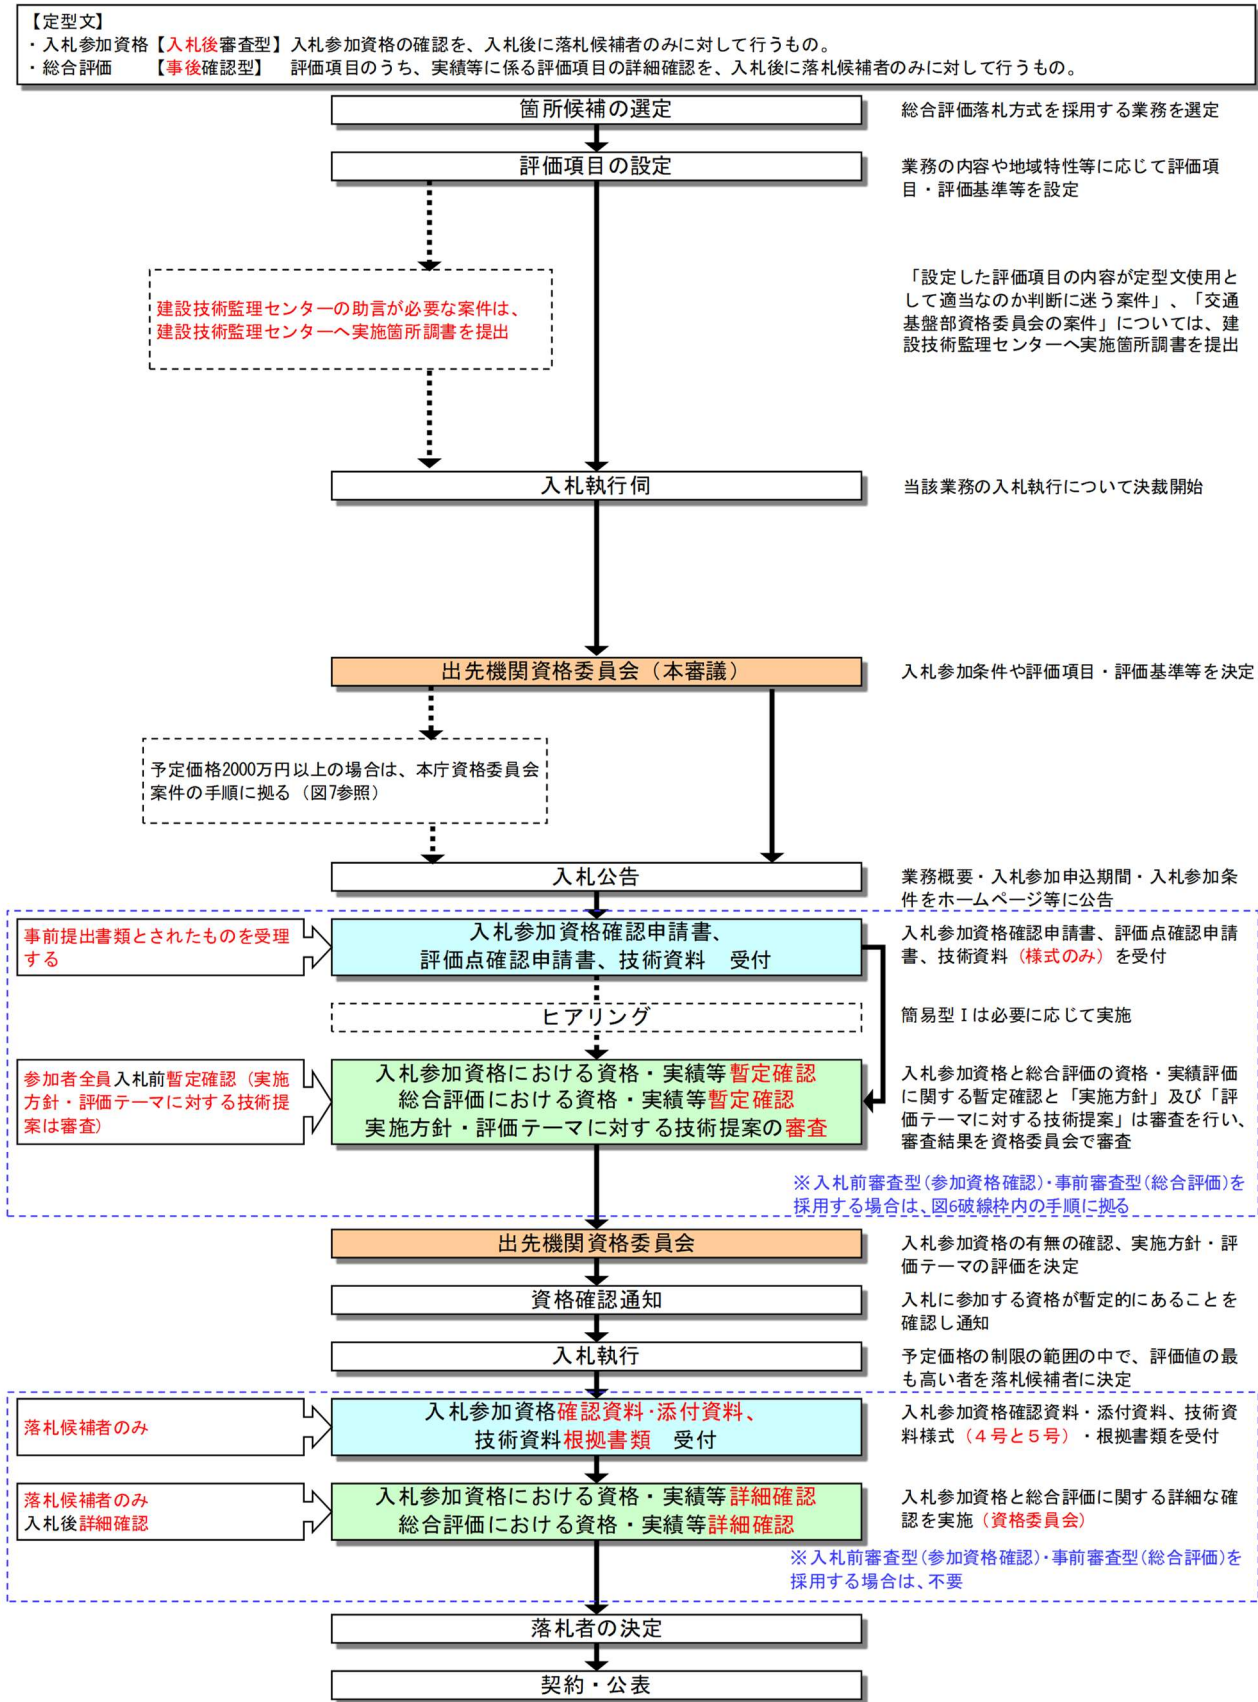 【定型文】
・入札参加資格【入札後審査型】入札参加資格の確認を、入札後に落札候補者のみに対して行うもの。
・総合評価　　【事後確認型】　評価項目のうち、実績等に係る評価項目の詳細確認を、入札後に落札候補者のみに対して行うもの。
箇所候補の選定
総合評価落札方式を採用する業務を選定
評価項目の設定
業務の内容や地域特性等に応じて評価項
目・評価基準等を設定
建設技術監理センターの助言が必要な案件は、
建設技術監理センターへ実施箇所調書を提出
「設定した評価項目の内容が定型文使用と
して適当なのか判断に迷う案件」、「交通
基盤部資格委員会の案件」については、建
設技術監理センターへ実施箇所調書を提出
入札執行伺
当該業務の入札執行について決裁開始
出先機関資格委員会（本審議）
入札参加条件や評価項目・評価基準等を決定
予定価格2000万円以上の場合は、本庁資格委員会
案件の手順に拠る（図7参照）
入札公告
業務概要・入札参加申込期間・入札参加条
件をホームページ等に公告
事前提出書類とされたものを受理
する
入札参加資格確認申請書、
評価点確認申請書、技術資料　受付
入札参加資格確認申請書、評価点確認申請
書、技術資料（様式のみ）を受付
ヒアリング
簡易型Ⅰは必要に応じて実施
参加者全員入札前暫定確認（実施
方針・評価テーマに対する技術提
案は審査）
入札参加資格における資格・実績等暫定確認
総合評価における資格・実績等暫定確認
実施方針・評価テーマに対する技術提案の審査
入札参加資格と総合評価の資格・実績評価
に関する暫定確認と「実施方針」及び「評
価テーマに対する技術提案」は審査を行い、
審査結果を資格委員会で審査
※入札前審査型(参加資格確認)・事前審査型(総合評価)を
採用する場合は、図6破線枠内の手順に拠る
出先機関資格委員会
入札参加資格の有無の確認、実施方針・評
価テーマの評価を決定
資格確認通知
入札に参加する資格が暫定的にあることを
確認し通知
入札執行
予定価格の制限の範囲の中で、評価値の最
も高い者を落札候補者に決定
落札候補者のみ
入札参加資格確認資料・添付資料、
技術資料根拠書類　受付
入札参加資格確認資料・添付資料、技術資
料様式（４号と５号）・根拠書類を受付
落札候補者のみ
入札後詳細確認
入札参加資格における資格・実績等詳細確認
総合評価における資格・実績等詳細確認
入札参加資格と総合評価に関する詳細な確
認を実施（資格委員会）
※入札前審査型(参加資格確認)・事前審査型(総合評価)を
採用する場合は、不要
落札者の決定
契約・公表